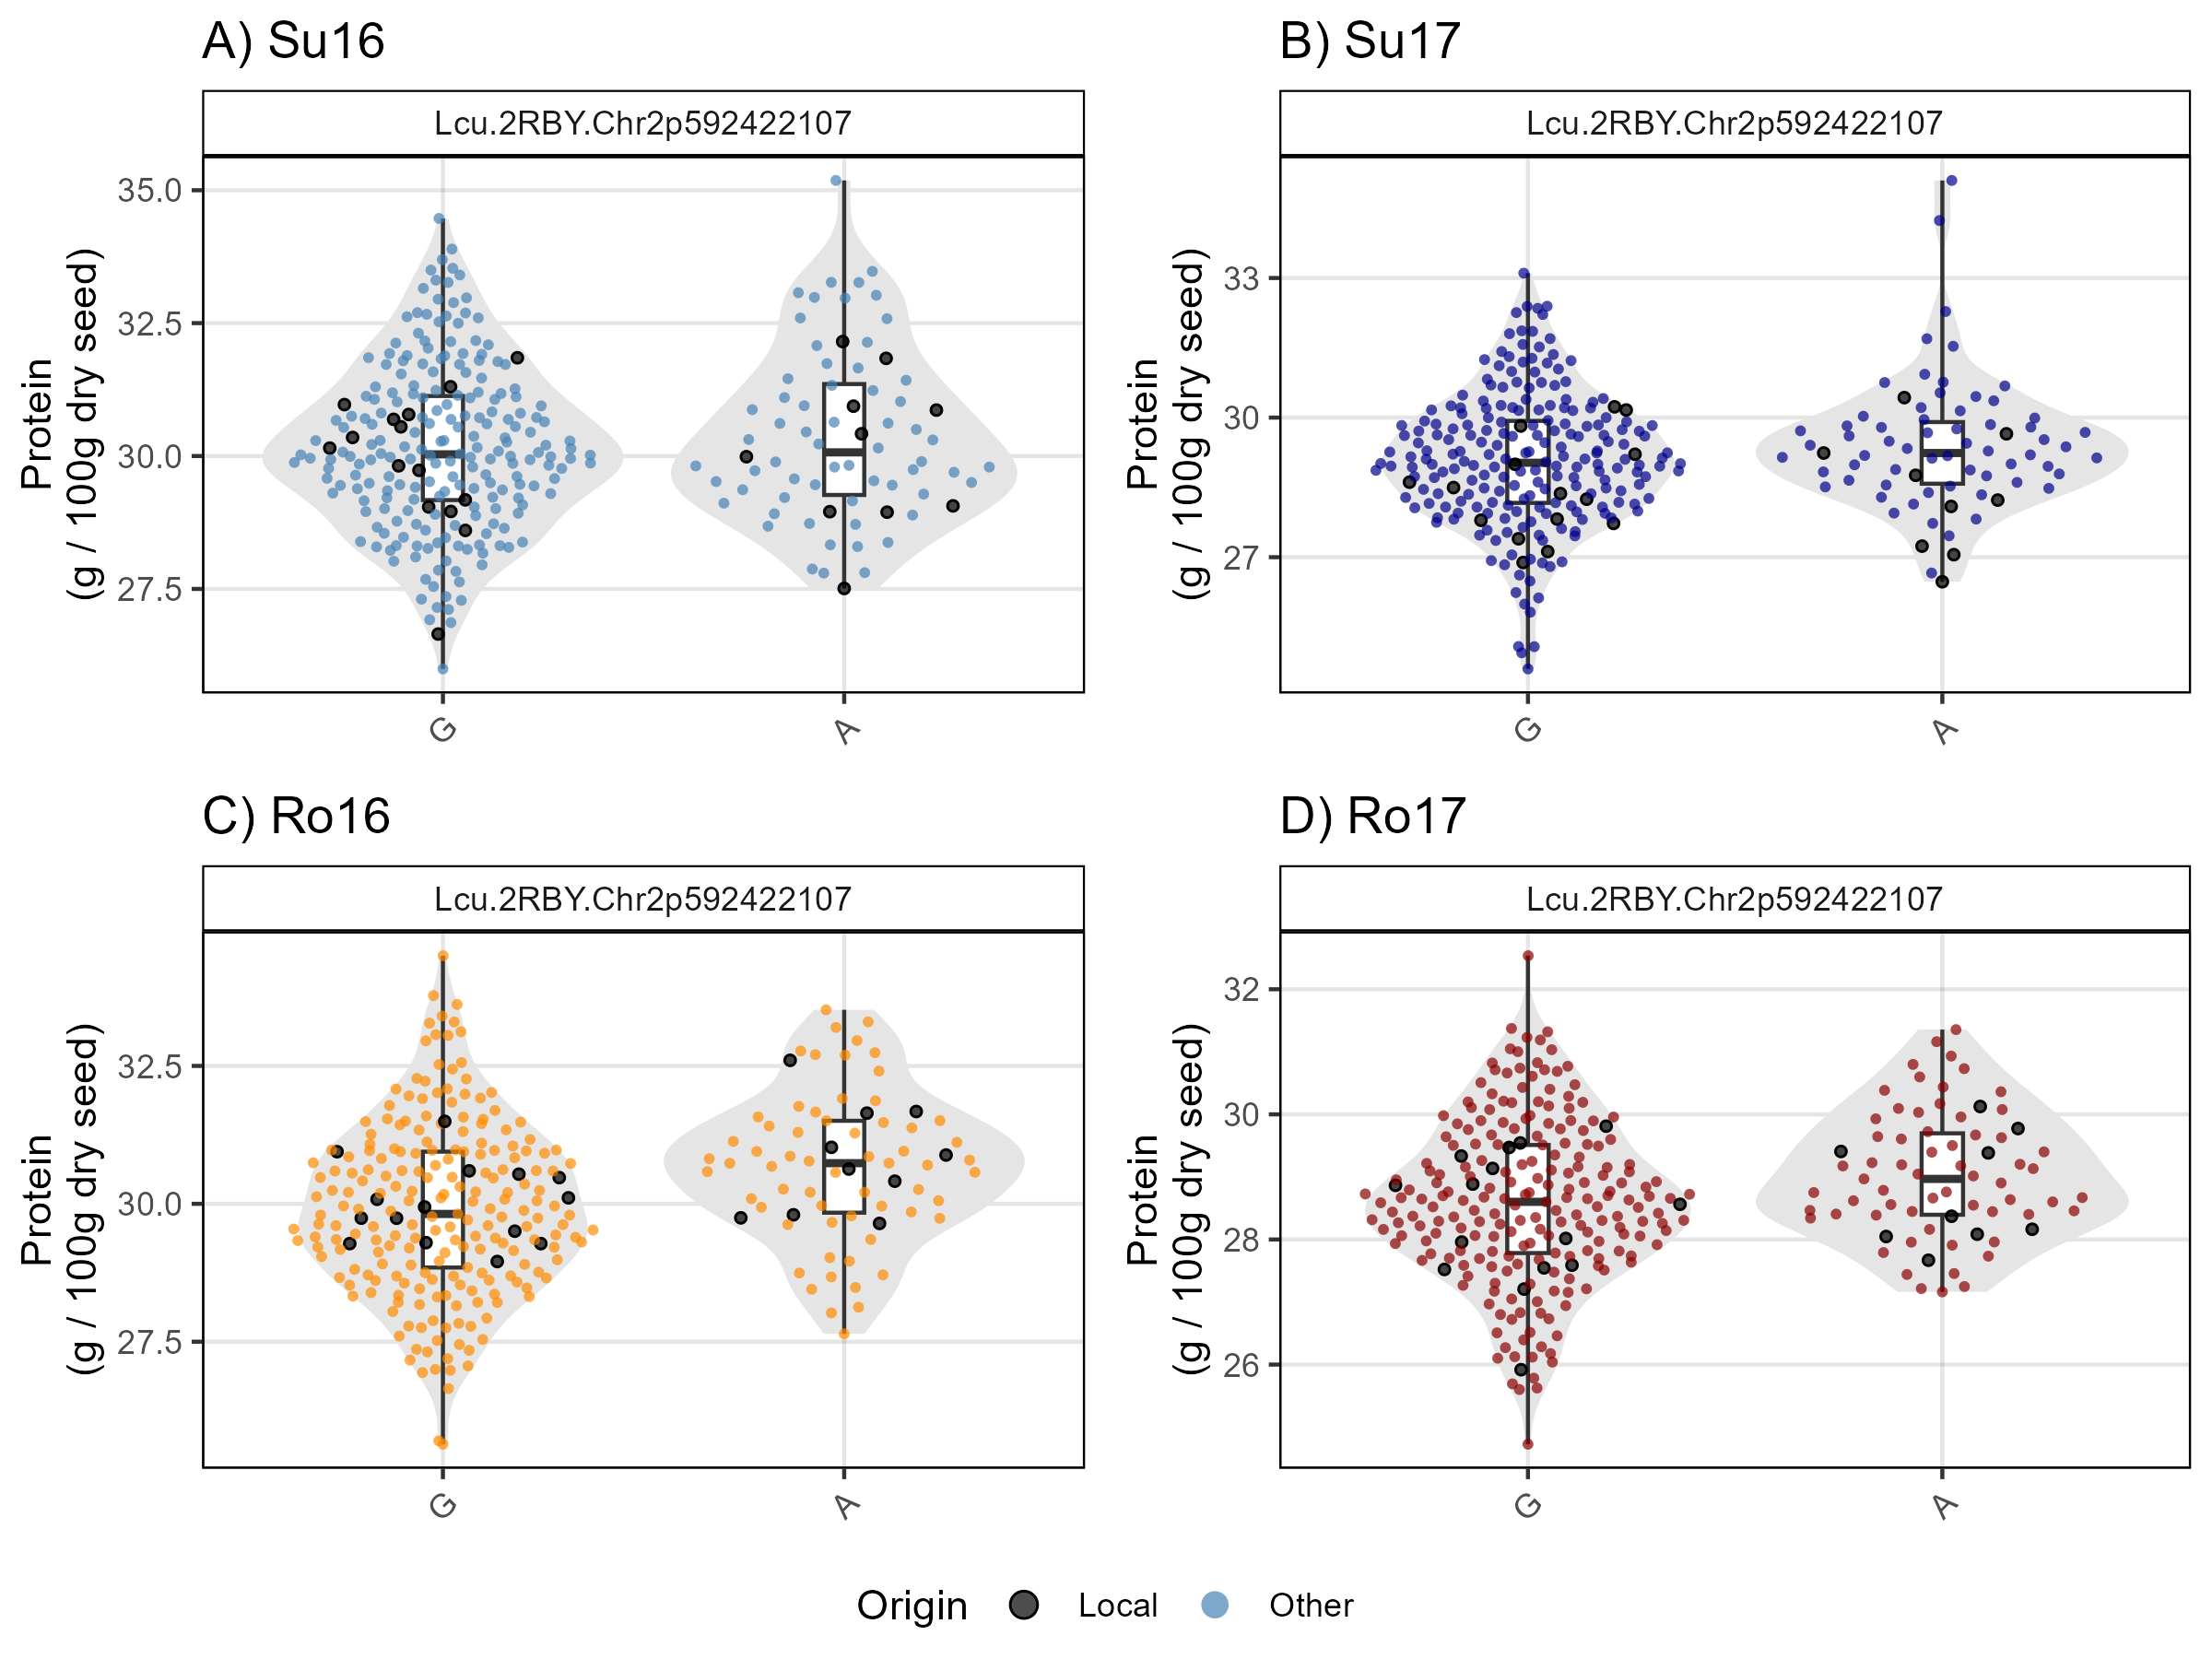 A) Su16
Lcu.2RBY.Chr2p592422107
Protein
(g / 100g dry seed)
35.0
32.5
30.0
27.5
G
A
B) Su17
Lcu.2RBY.Chr2p592422107
Protein
(g / 100g dry seed)
33
30
27
G
A
C) Ro16
Lcu.2RBY.Chr2p592422107
Protein
(g / 100g dry seed)
32.5
30.0
27.5
G
A
D) Ro17
Lcu.2RBY.Chr2p592422107
Protein
(g / 100g dry seed)
32
30
28
26
G
A
Origin Local Other